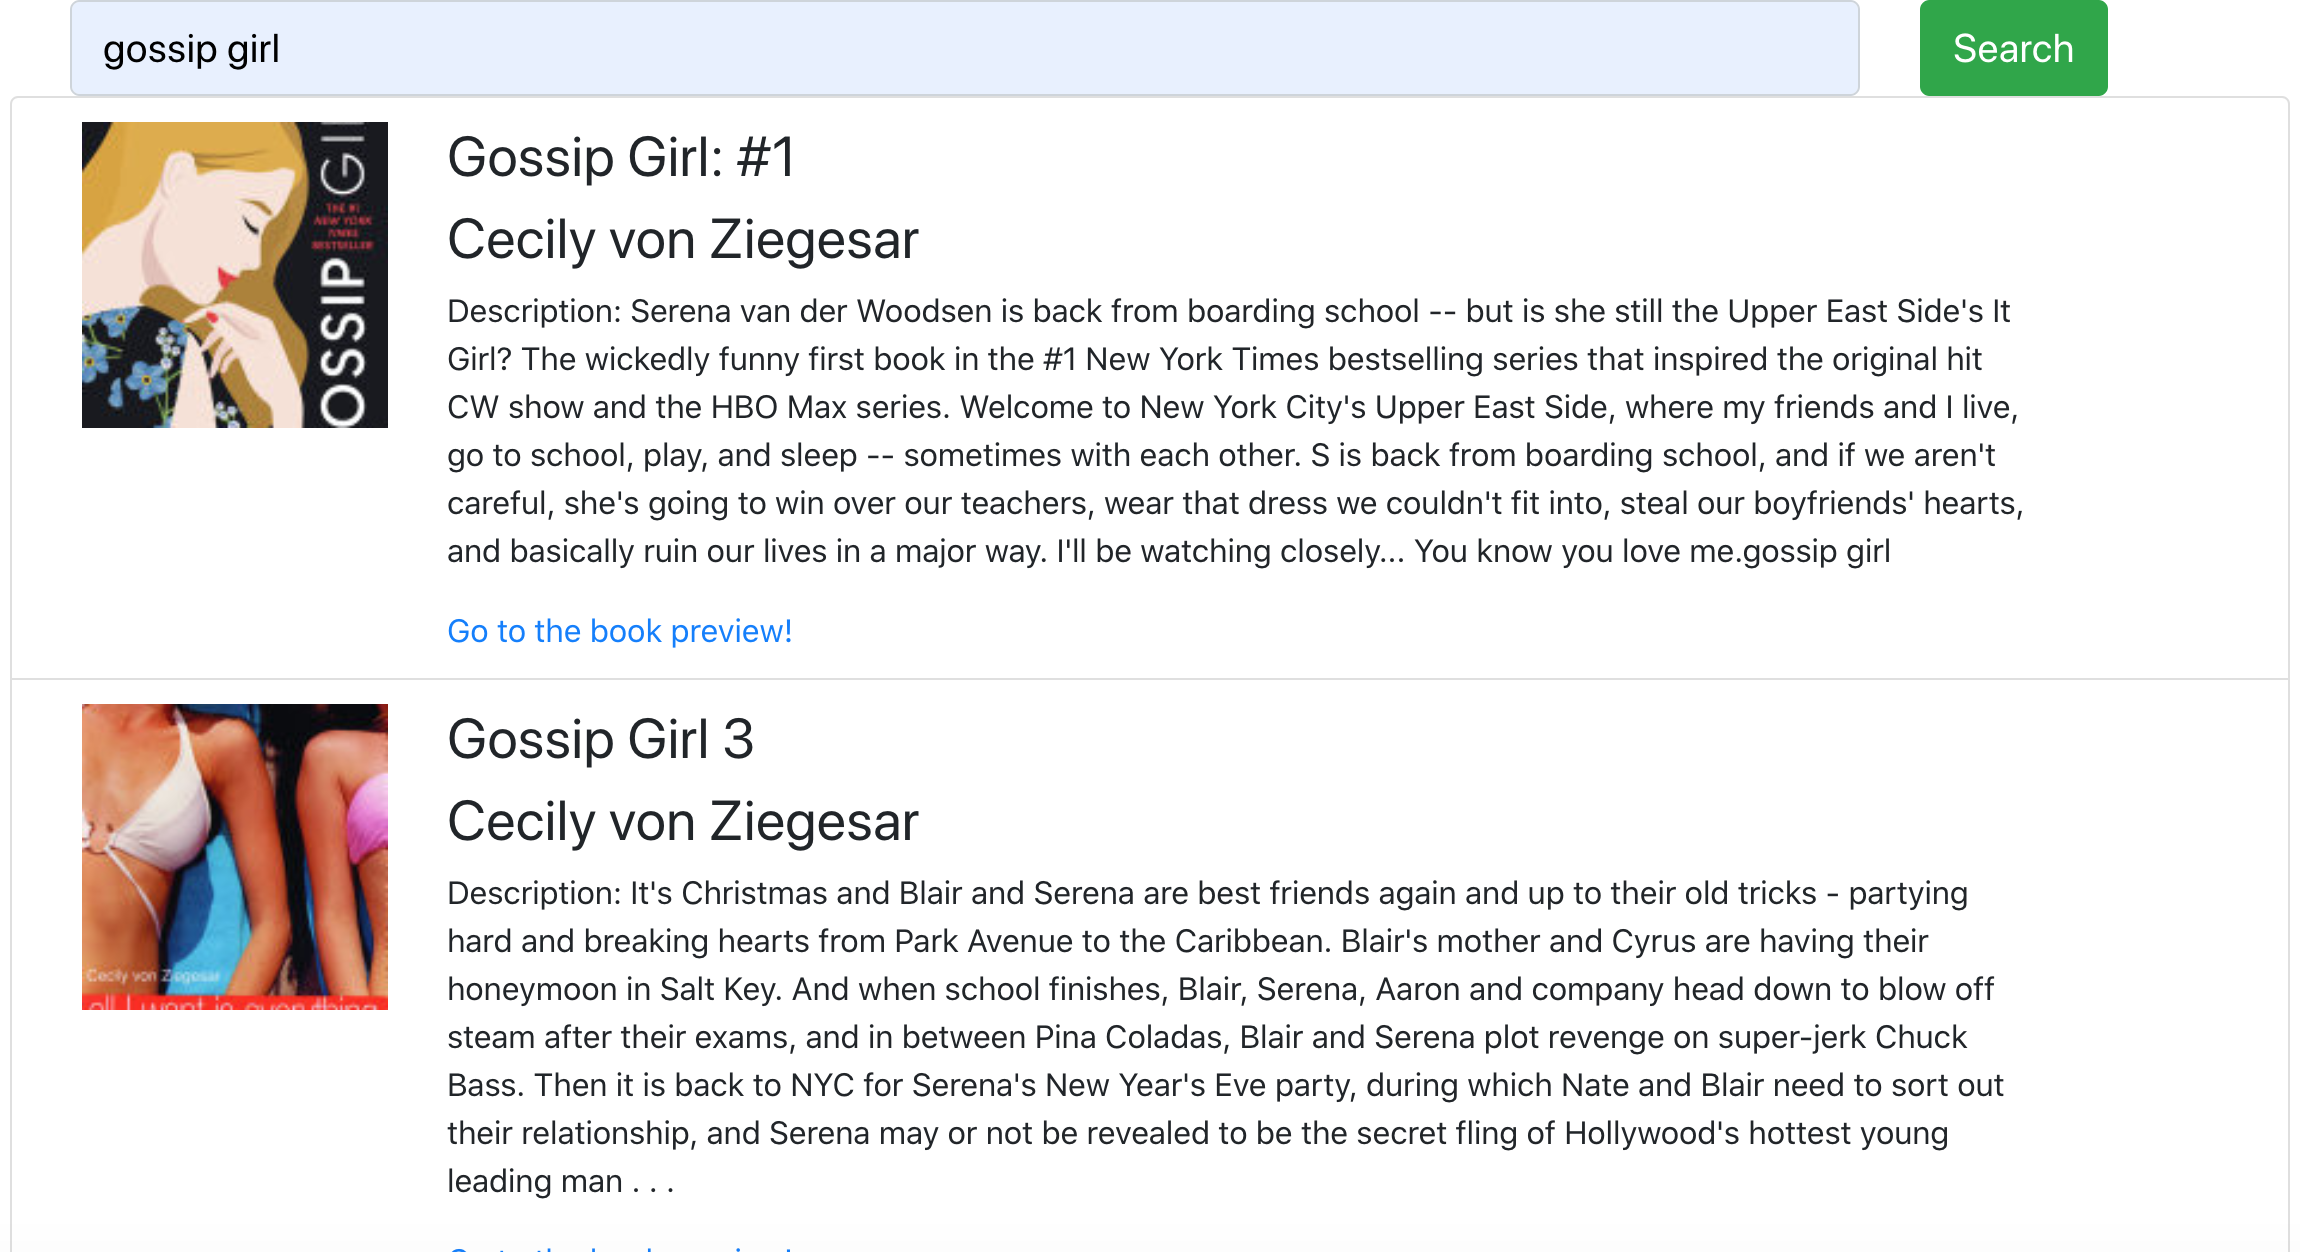 gossip girl
Search
GOSSIP GI
THE #1
NEW YORK
TIMES
BESTSELLER
Gossip Girl: #1
Cecily von Ziegesar
Description: Serena van der Woodsen is back from boarding school -- but is she still the Upper East Side's It
Girl? The wickedly funny first book in the #1 New York Times bestselling series that inspired the original hit
CW show and the HBO Max series. Welcome to New York City's Upper East Side, where my friends and I live,
go to school, play, and sleep -- sometimes with each other. S is back from boarding school, and if we aren't
careful, she's going to win over our teachers, wear that dress we couldn't fit into, steal our boyfriends' hearts,
and basically ruin our lives in a major way. I'll be watching closely... You know you love me.gossip girl
Go to the book preview!
Cecily von Ziegesar
all I want is everything
Gossip Girl 3
Cecily von Ziegesar
Description: It's Christmas and Blair and Serena are best friends again and up to their old tricks - partying
hard and breaking hearts from Park Avenue to the Caribbean. Blair's mother and Cyrus are having their
honeymoon in Salt Key. And when school finishes, Blair, Serena, Aaron and company head down to blow off
steam after their exams, and in between Pina Coladas, Blair and Serena plot revenge on super-jerk Chuck
Bass. Then it is back to NYC for Serena's New Year's Eve party, during which Nate and Blair need to sort out
their relationship, and Serena may or not be revealed to be the secret fling of Hollywood's hottest young
leading man . . .